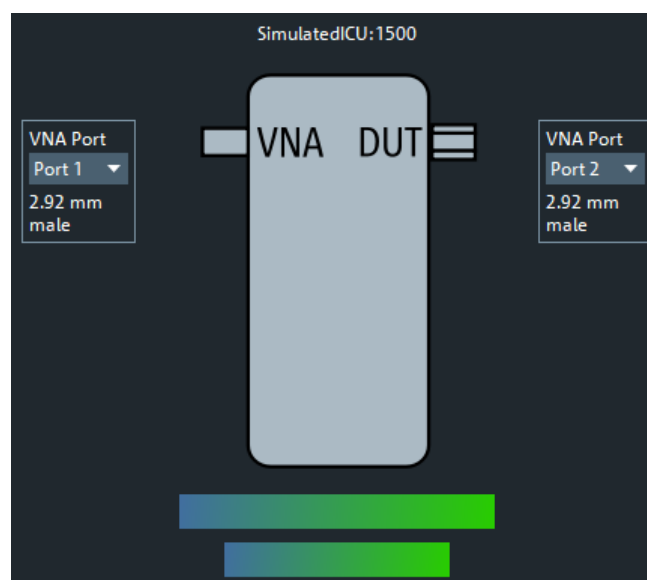 SimulatedICU:1500
VNA DUT
VNA Port
Port 1
2.92 mm
male
VNA Port
Port 2
2.92 mm
male